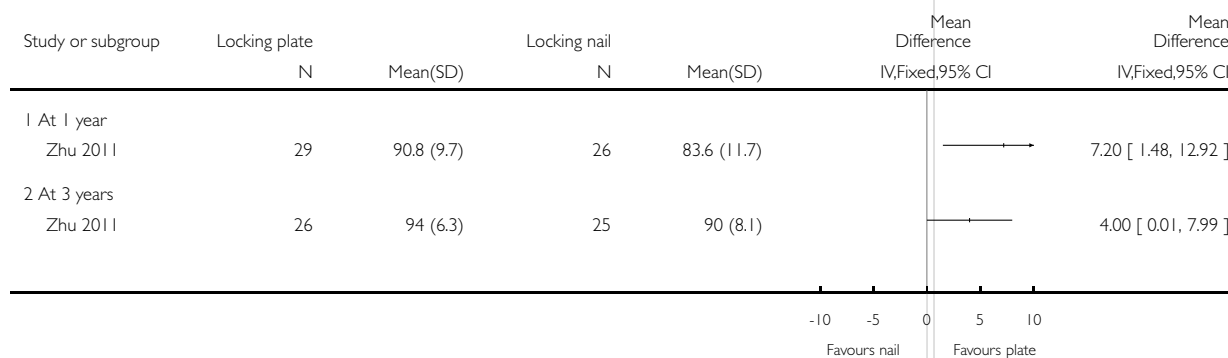 Mean Mean
Study or subgroup Locking plate Locking nail Difference Difference
N Mean(SD) N Mean(SD) IV,Fixed,95% CI IV,Fixed,95% CI
1 At 1 year
Zhu 2011 29 90.8 (9.7) 26 83.6 (11.7) 7.20 [ 1.48, 12.92 ]
2 At 3 years
Zhu 2011 26 94 (6.3) 25 90 (8.1) 4.00 [ 0.01, 7.99 ]
-10 -5 0 5 10
Favours nail Favours plate